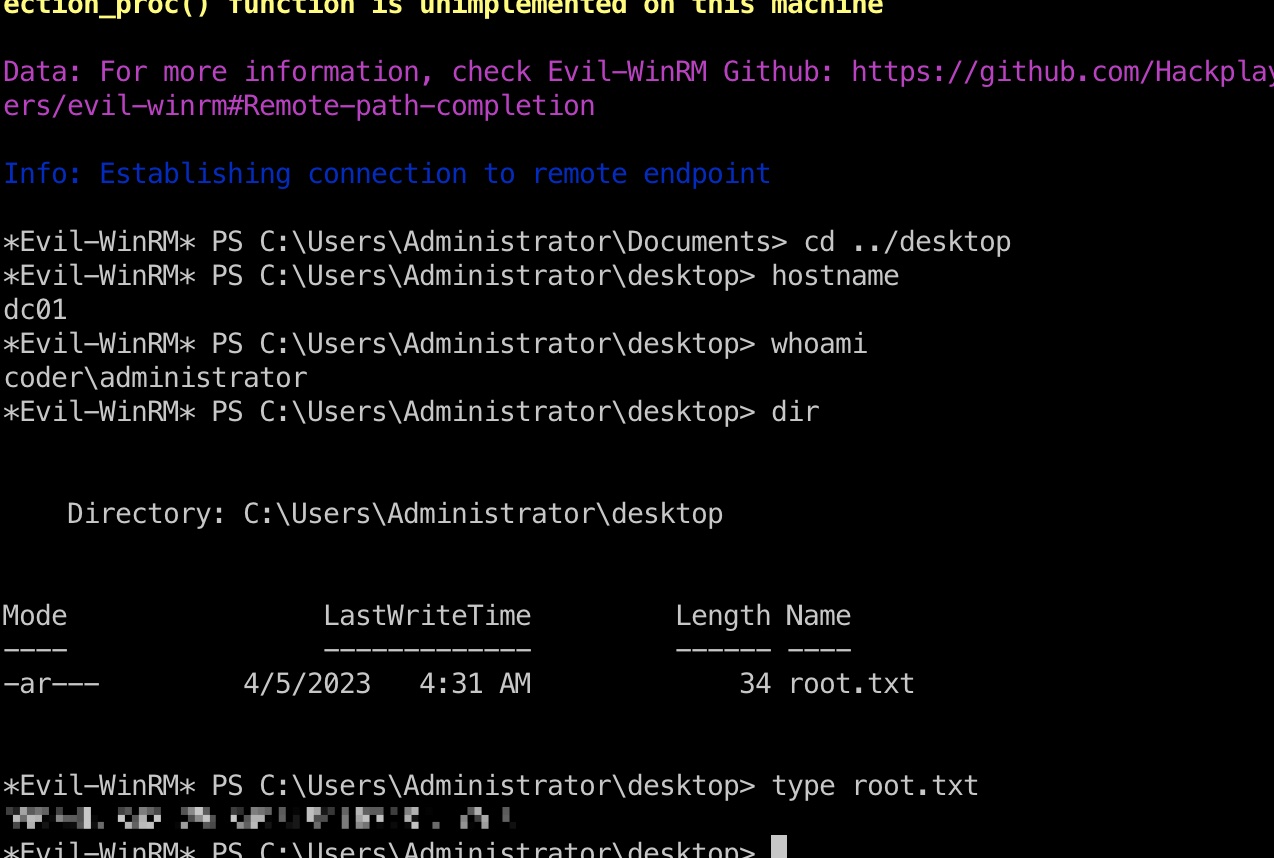 ection_proc() function is unimplemented on this machine
Data: For more information, check Evil-WinRM Github: https://github.com/Hackplay
ers/evil-winrm#Remote-path-completion
Info: Establishing connection to remote endpoint
*Evil-WinRM* PS C:\Users\Administrator\Documents> cd ../desktop
*Evil-WinRM* PS C:\Users\Administrator\desktop> hostname
dc01
*Evil-WinRM* PS C:\Users\Administrator\desktop> whoami
coder\administrator
*Evil-WinRM* PS C:\Users\Administrator\desktop> dir
Directory: C:\Users\Administrator\desktop
Mode                LastWriteTime         Length Name
----                -------------         ------ ----
-ar---         4/5/2023   4:31 AM             34 root.txt
*Evil-WinRM* PS C:\Users\Administrator\desktop> type root.txt
*Evil-WinRM* PS C:\Users\Administrator\desktop>